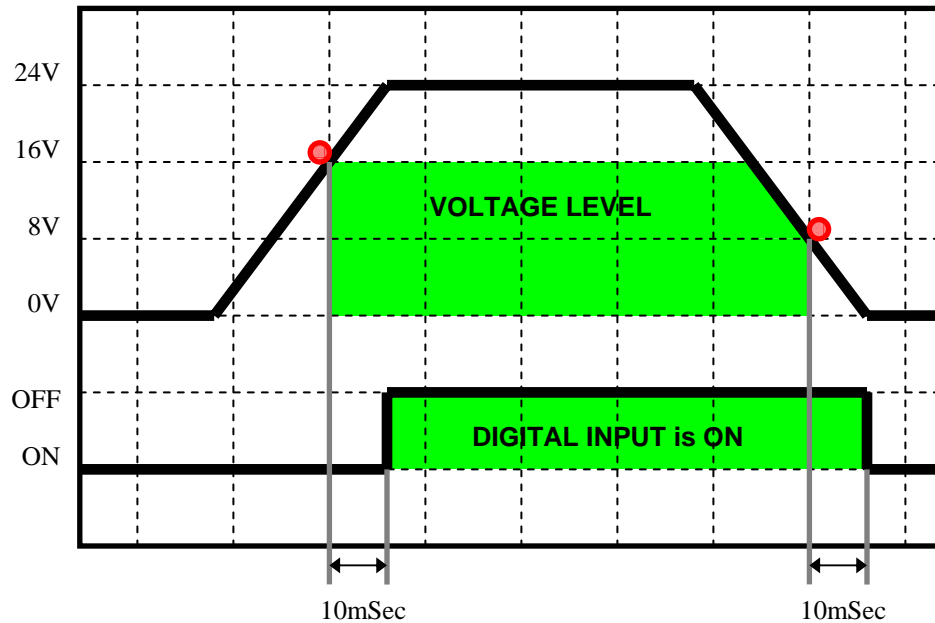 24V
16V
VOLTAGE LEVEL
8V
0V
OFF
DIGITAL INPUT is ON
ON
10mSec 10mSec